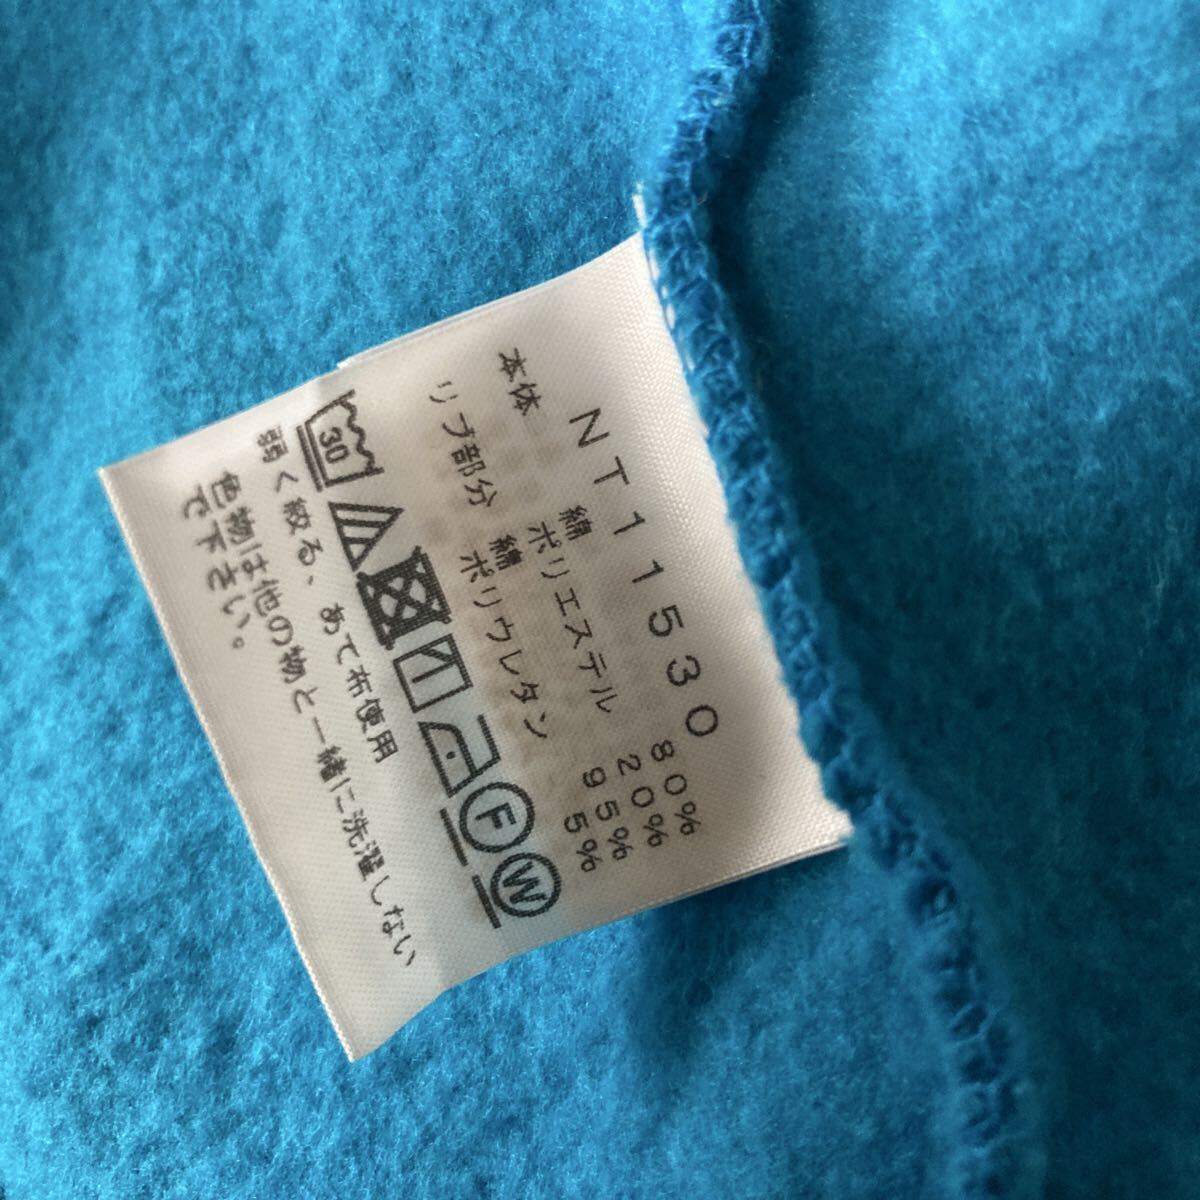 NT11530
本体 綿 80%
ポリエステル 20%
リブ部分 綿 95%
ポリウレタン 5%
30 F W
弱く絞る、あて布使用
色物は他の物と一緒に洗濯しない
で下さい。